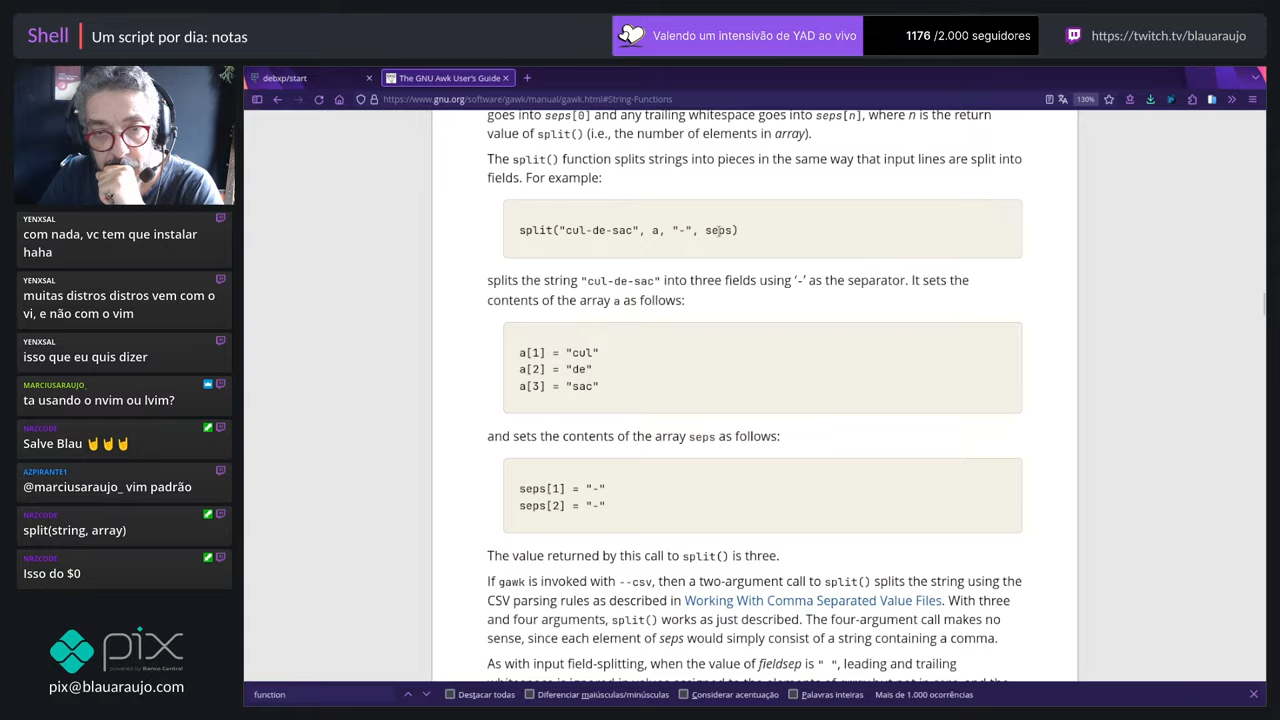 Shell
Um script por dia: notas
Valendo um intensivão de YAD ao vivo
1176 /2.000 seguidores
https://twitch.tv/blauaraujo
debxp/start
The GNU Awk User's Guide
https://www.gnu.org/software/gawk/manual/gawk.html#String-Functions
130%
YENXSAL
com nada, vc tem que instalar
haha
YENXSAL
muitas distros distros vem com o
vi, e não com o vim
YENXSAL
isso que eu quis dizer
MARCIUSARAUJO_
ta usando o nvim ou lvim?
NRZCODE
Salve Blau 🤘🤘🤘
AZPIRANTE1
@marciusaraujo_ vim padrão
NRZCODE
split(string, array)
NRZCODE
Isso do $0
pix
powered by Banco Central
pix@blauaraujo.com
goes into seps[0] and any trailing whitespace goes into seps[n], where n is the return
value of split() (i.e., the number of elements in array).
The split() function splits strings into pieces in the same way that input lines are split into
fields. For example:
split("cul-de-sac", a, "-", seps)
splits the string "cul-de-sac" into three fields using ‘-’ as the separator. It sets the
contents of the array a as follows:
a[1] = "cul"
a[2] = "de"
a[3] = "sac"
and sets the contents of the array seps as follows:
seps[1] = "-"
seps[2] = "-"
The value returned by this call to split() is three.
If gawk is invoked with --csv, then a two-argument call to split() splits the string using the
CSV parsing rules as described in Working With Comma Separated Value Files. With three
and four arguments, split() works as just described. The four-argument call makes no
sense, since each element of seps would simply consist of a string containing a comma.
As with input field-splitting, when the value of fieldsep is " ", leading and trailing
function
Destacar todas
Diferenciar maiúsculas/minúsculas
Considerar acentuação
Palavras inteiras
Mais de 1.000 ocorrências